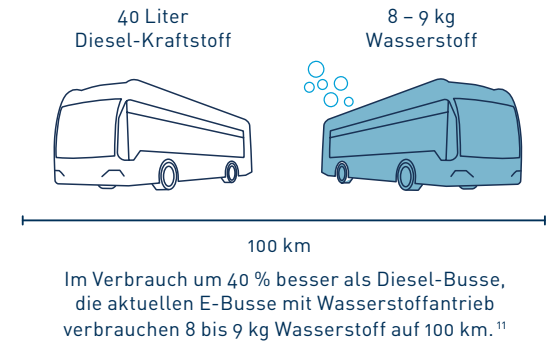 40 Liter
Diesel-Kraftstoff
8 – 9 kg
Wasserstoff
100 km
Im Verbrauch um 40 % besser als Diesel-Busse,
die aktuellen E-Busse mit Wasserstoffantrieb
verbrauchen 8 bis 9 kg Wasserstoff auf 100 km. 11